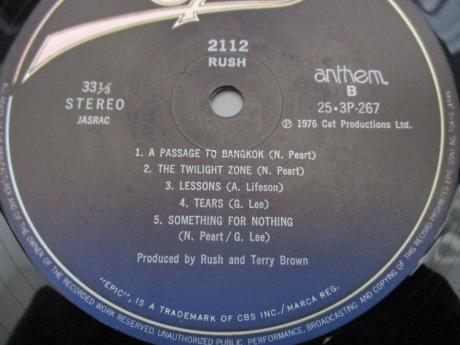 2112
RUSH
33⅓
STEREO
JASRAC
anthem.
B
25・3P-267
Ⓟ 1976 Cat Productions Ltd.
1. A PASSAGE TO BANGKOK (N. Peart)
2. THE TWILIGHT ZONE (N. Peart)
3. LESSONS (A. Lifeson)
4. TEARS (G. Lee)
5. SOMETHING FOR NOTHING
(N. Peart/G. Lee)
Produced by Rush and Terry Brown
"EPIC", IS A TRADEMARK OF CBS INC./MARCA REG.
OF THE OWNER OF THE RECORDED WORK RESERVED. UNAUTHORIZED PUBLIC PERFORMANCE, BROADCASTING AND COPYING OF THIS RECORD PROHIBITED